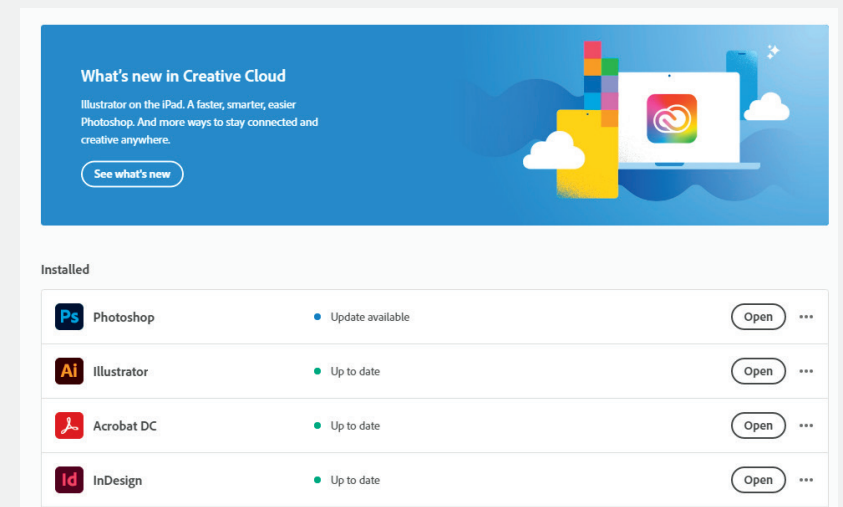 What's new in Creative Cloud
Illustrator on the iPad. A faster, smarter, easier
Photoshop. And more ways to stay connected and
creative anywhere.
See what's new
Installed
Ps Photoshop Update available Open
Ai Illustrator Up to date Open
Acrobat DC Up to date Open
Id InDesign Up to date Open